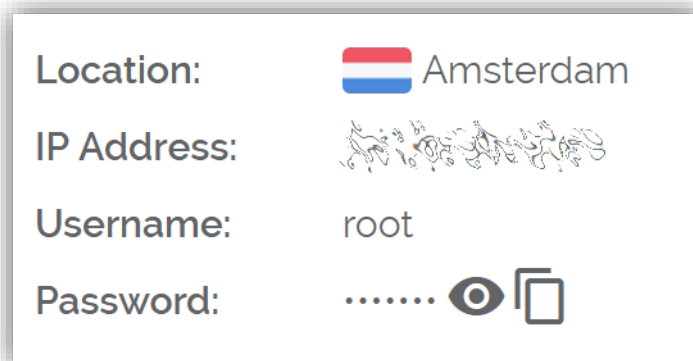 Location: Amsterdam
IP Address:
Username: root
Password: .......